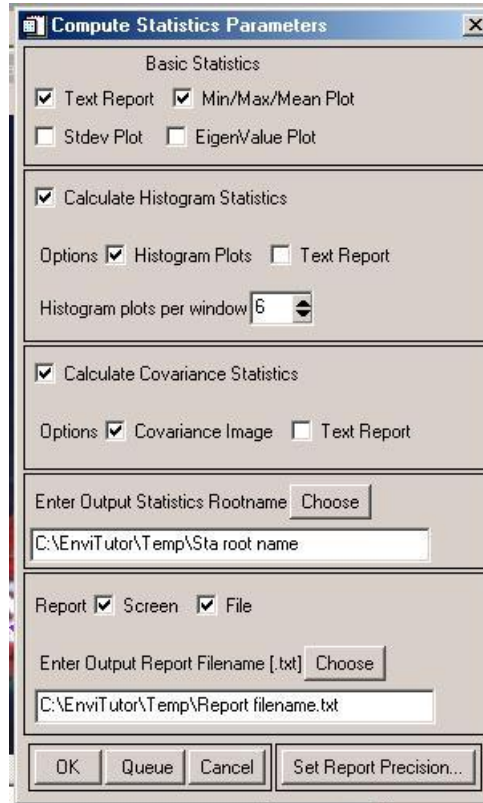 Compute Statistics Parameters
Basic Statistics
Text Report Min/Max/Mean Plot
Stdev Plot EigenValue Plot
Calculate Histogram Statistics
Options Histogram Plots Text Report
Histogram plots per window 6
Calculate Covariance Statistics
Options Covariance Image Text Report
Enter Output Statistics Rootname Choose
C:\EnviTutor\Temp\Sta root name
Report Screen File
Enter Output Report Filename [.txt] Choose
C:\EnviTutor\Temp\Report filename.txt
OK Queue Cancel Set Report Precision...